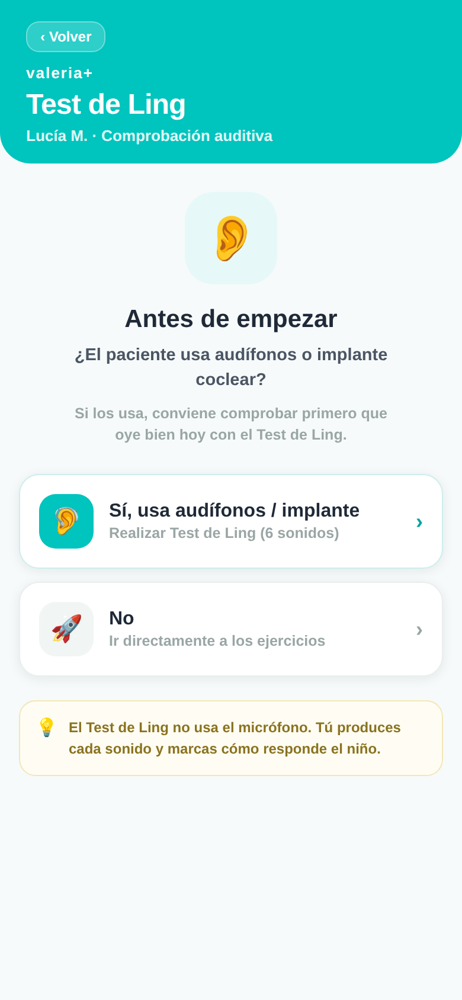 ‹ Volver
valeria+
Test de Ling
Lucía M. · Comprobación auditiva
Antes de empezar
¿El paciente usa audífonos o implante
coclear?
Si los usa, conviene comprobar primero que
oye bien hoy con el Test de Ling.
Sí, usa audífonos / implante
Realizar Test de Ling (6 sonidos)
›
No
Ir directamente a los ejercicios
›
El Test de Ling no usa el micrófono. Tú produces
cada sonido y marcas cómo responde el niño.